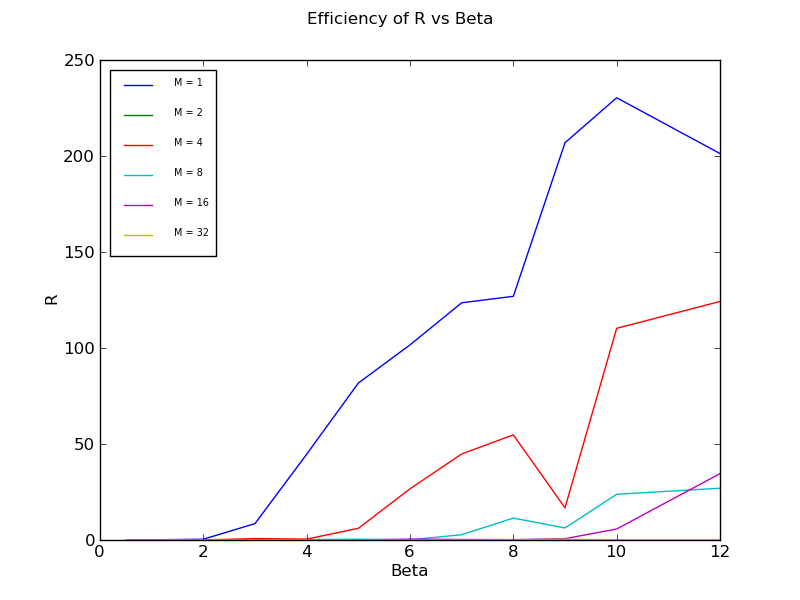 Efficiency of R vs Beta
250
200
150
100
50
0
R
M = 1
M = 2
M = 4
M = 8
M = 16
M = 32
0 2 4 6 8 10 12
Beta